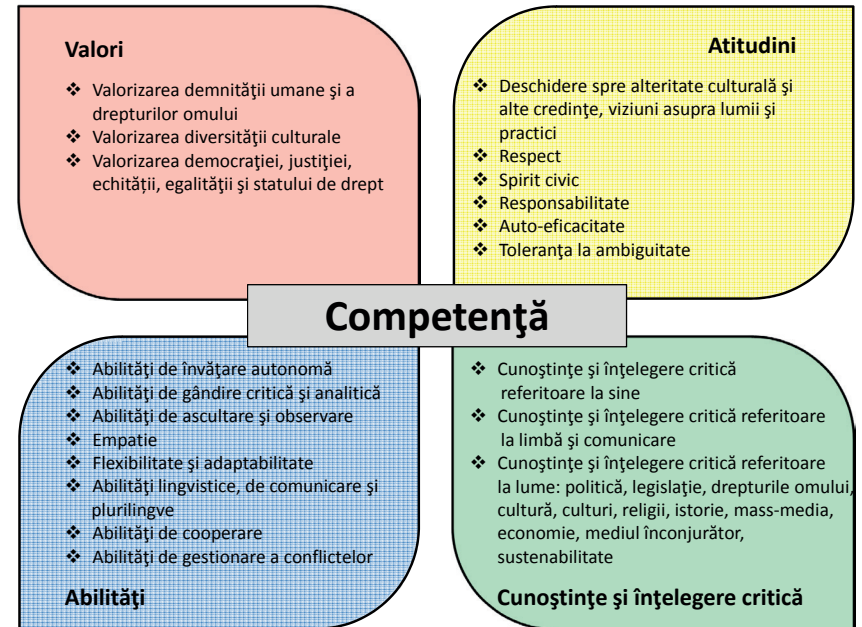 Valori
❖ Valorizarea demnităţii umane şi a
drepturilor omului
❖ Valorizarea diversităţii culturale
❖ Valorizarea democraţiei, justiţiei,
echității, egalităţii şi statului de drept
Atitudini
❖ Deschidere spre alteritate culturală şi
alte credinţe, viziuni asupra lumii şi
practici
❖ Respect
❖ Spirit civic
❖ Responsabilitate
❖ Auto-eficacitate
❖ Toleranţa la ambiguitate
Competenţă
❖ Abilităţi de învăţare autonomă
❖ Abilităţi de gândire critică şi analitică
❖ Abilităţi de ascultare şi observare
❖ Empatie
❖ Flexibilitate şi adaptabilitate
❖ Abilităţi lingvistice, de comunicare şi
plurilingve
❖ Abilităţi de cooperare
❖ Abilităţi de gestionare a conflictelor
Abilităţi
❖ Cunoştinţe şi înţelegere critică
referitoare la sine
❖ Cunoştinţe şi înţelegere critică referitoare
la limbă şi comunicare
❖ Cunoştinţe şi înţelegere critică referitoare
la lume: politică, legislaţie, drepturile omului,
cultură, culturi, religii, istorie, mass-media,
economie, mediul înconjurător,
sustenabilitate
Cunoştinţe şi înţelegere critică